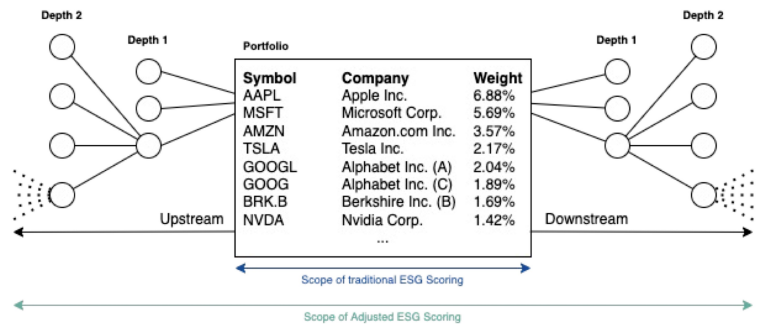 Depth 2
Depth 2
Depth 1
Depth 1
Portfolio
Symbol Company Weight
AAPL Apple Inc. 6.88%
MSFT Microsoft Corp. 5.69%
AMZN Amazon.com Inc. 3.57%
TSLA Tesla Inc. 2.17%
GOOGL Alphabet Inc. (A) 2.04%
GOOG Alphabet Inc. (C) 1.89%
BRK.B Berkshire Inc. (B) 1.69%
NVDA Nvidia Corp. 1.42%
...
Upstream
Downstream
Scope of traditional ESG Scoring
Scope of Adjusted ESG Scoring